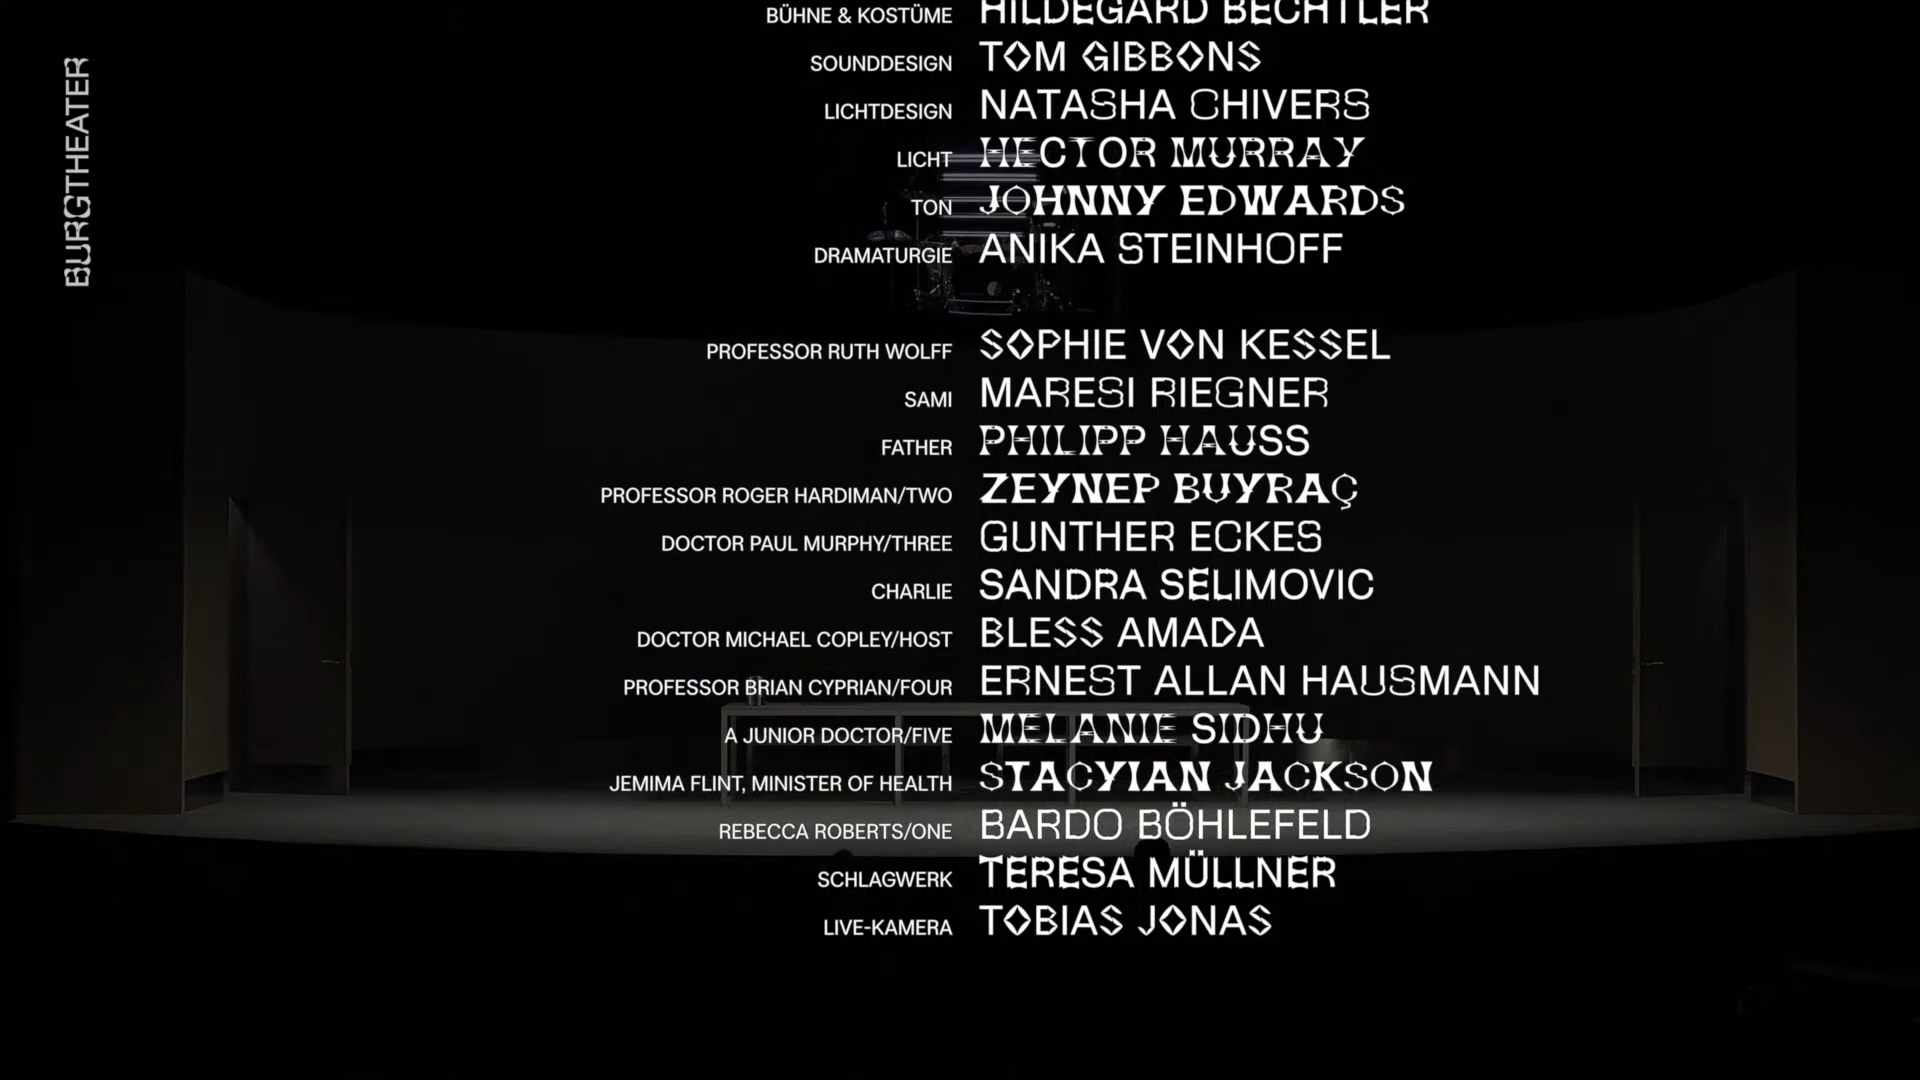 BURGTHEATER
BÜHNE & KOSTÜME HILDEGARD BECHTLER
SOUNDDESIGN TOM GIBBONS
LICHTDESIGN NATASHA CHIVERS
LICHT HECTOR MURRAY
TON JOHNNY EDWARDS
DRAMATURGIE ANIKA STEINHOFF
PROFESSOR RUTH WOLFF SOPHIE VON KESSEL
SAMI MARESI RIEGNER
FATHER PHILIPP HAUSS
PROFESSOR ROGER HARDIMAN/TWO ZEYNEP BUYRAÇ
DOCTOR PAUL MURPHY/THREE GUNTHER ECKES
CHARLIE SANDRA SELIMOVIC
DOCTOR MICHAEL COPLEY/HOST BLESS AMADA
PROFESSOR BRIAN CYPRIAN/FOUR ERNEST ALLAN HAUSMANN
A JUNIOR DOCTOR/FIVE MELANIE SIDHU
JEMIMA FLINT, MINISTER OF HEALTH STACYIAN JACKSON
REBECCA ROBERTS/ONE BARDO BÖHLEFELD
SCHLAGWERK TERESA MÜLLNER
LIVE-KAMERA TOBIAS JONAS